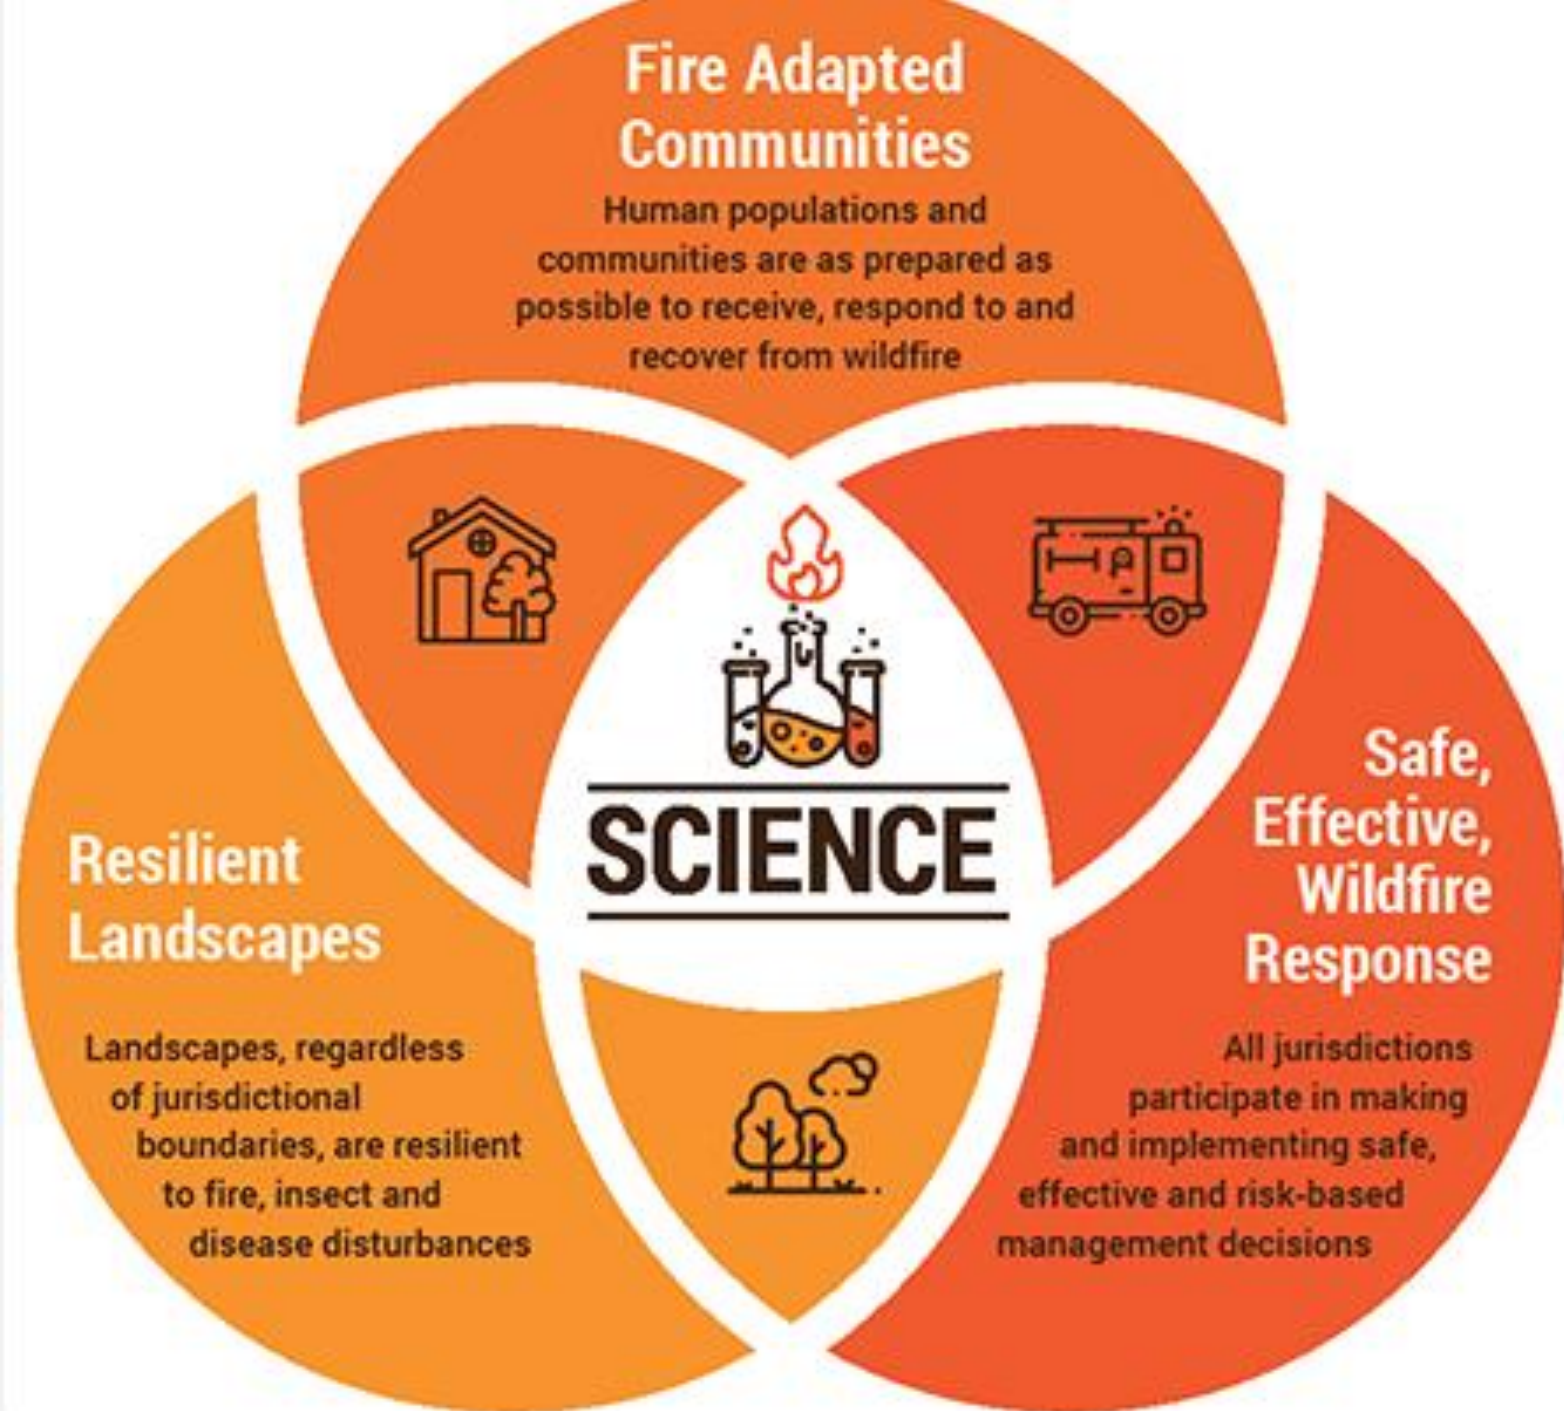 Fire Adapted
Communities
Human populations and
communities are as prepared as
possible to receive, respond to and
recover from wildfire
SCIENCE
Resilient
Landscapes
Landscapes, regardless
of jurisdictional
boundaries, are resilient
to fire, insect and
disease disturbances
Safe,
Effective,
Wildfire
Response
All jurisdictions
participate in making
and implementing safe,
effective and risk-based
management decisions